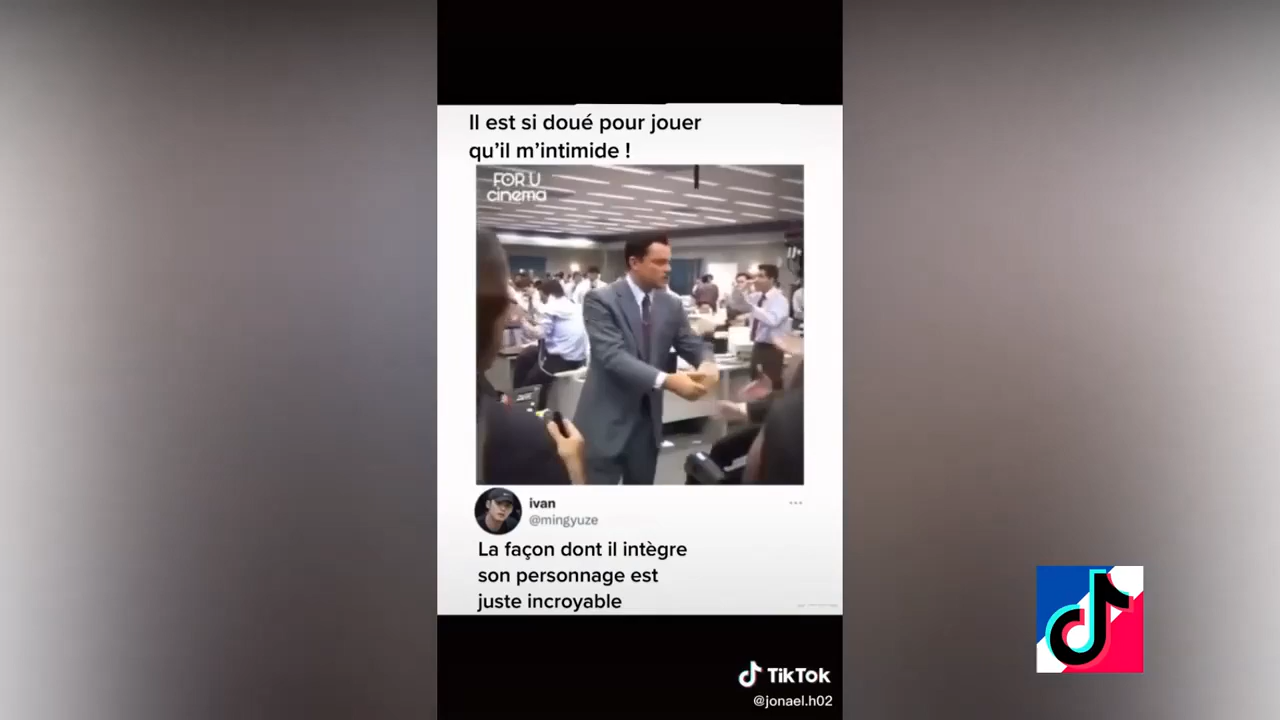 Il est si doué pour jouer
qu'il m'intimide !
FOR U
cinema
ivan
@mingyuze
La façon dont il intègre
son personnage est
juste incroyable
TikTok
@jonael.h02